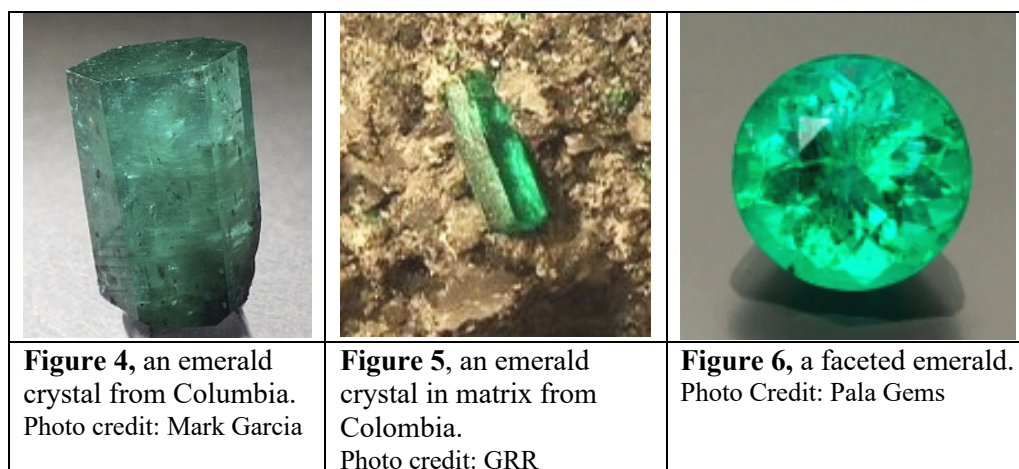 Figure 4, an emerald
crystal from Columbia.
Photo credit: Mark Garcia
Figure 5, an emerald
crystal in matrix from
Colombia.
Photo credit: GRR
Figure 6, a faceted emerald.
Photo Credit: Pala Gems